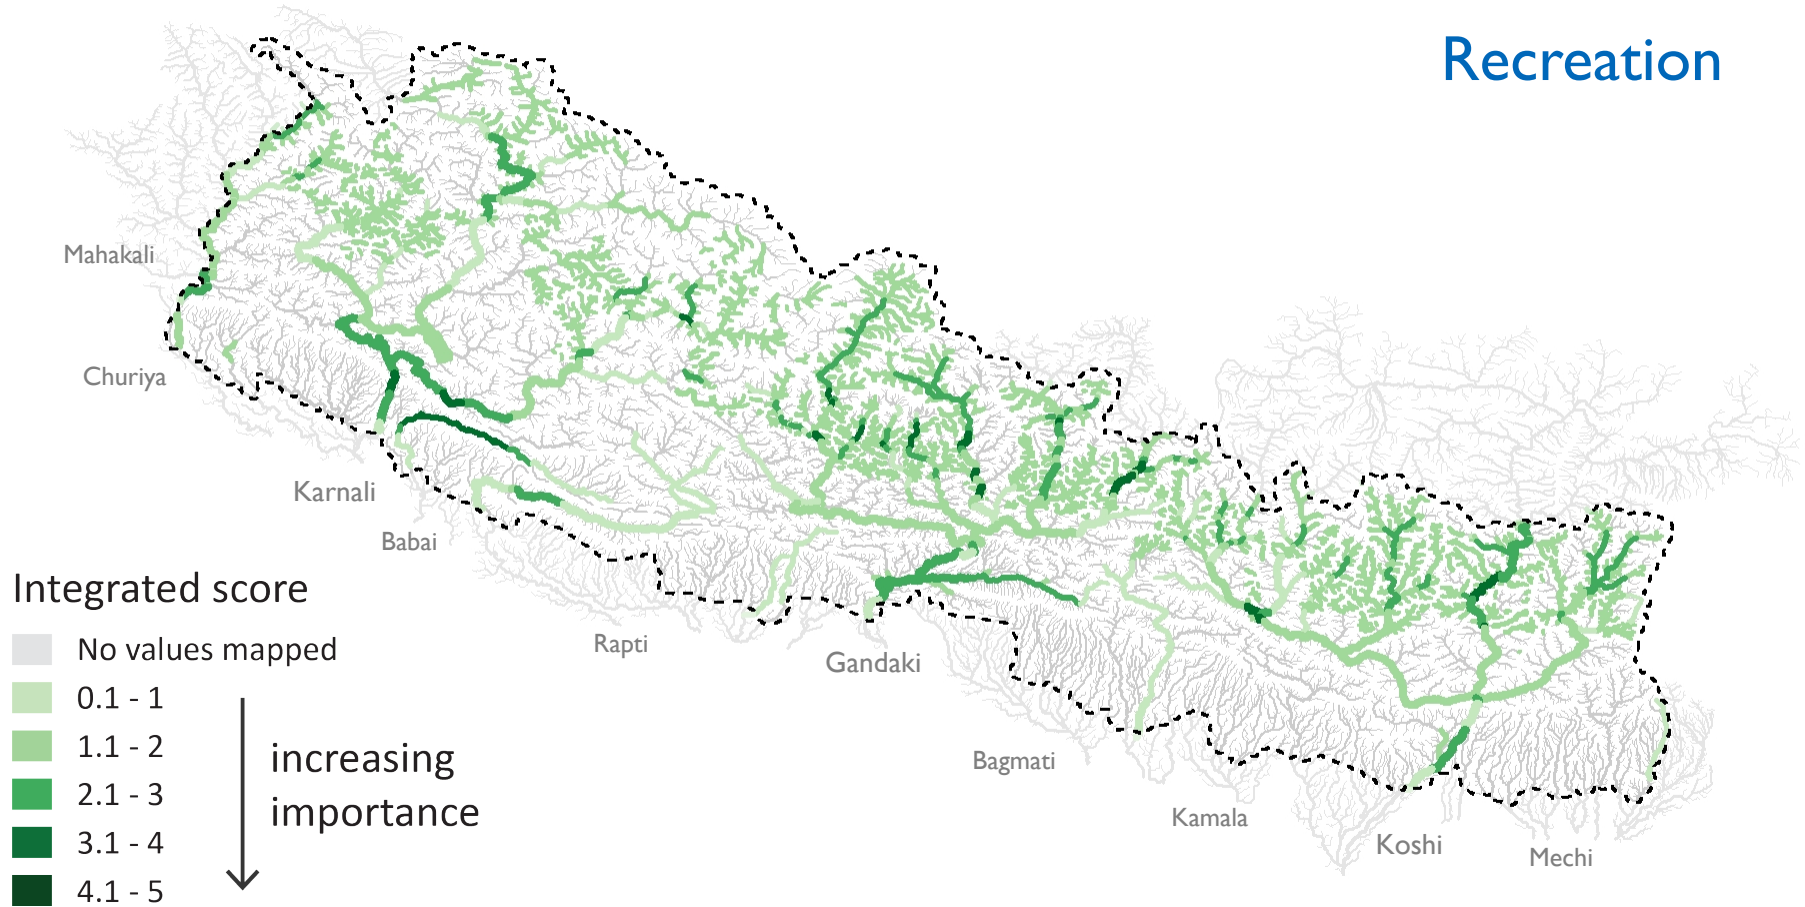 Recreation
Mahakali
Churiya
Karnali
Babai
Rapti
Gandaki
Bagmati
Kamala
Koshi
Mechi
Integrated score
No values mapped
0.1 - 1
1.1 - 2
2.1 - 3
3.1 - 4
4.1 - 5
increasing
importance